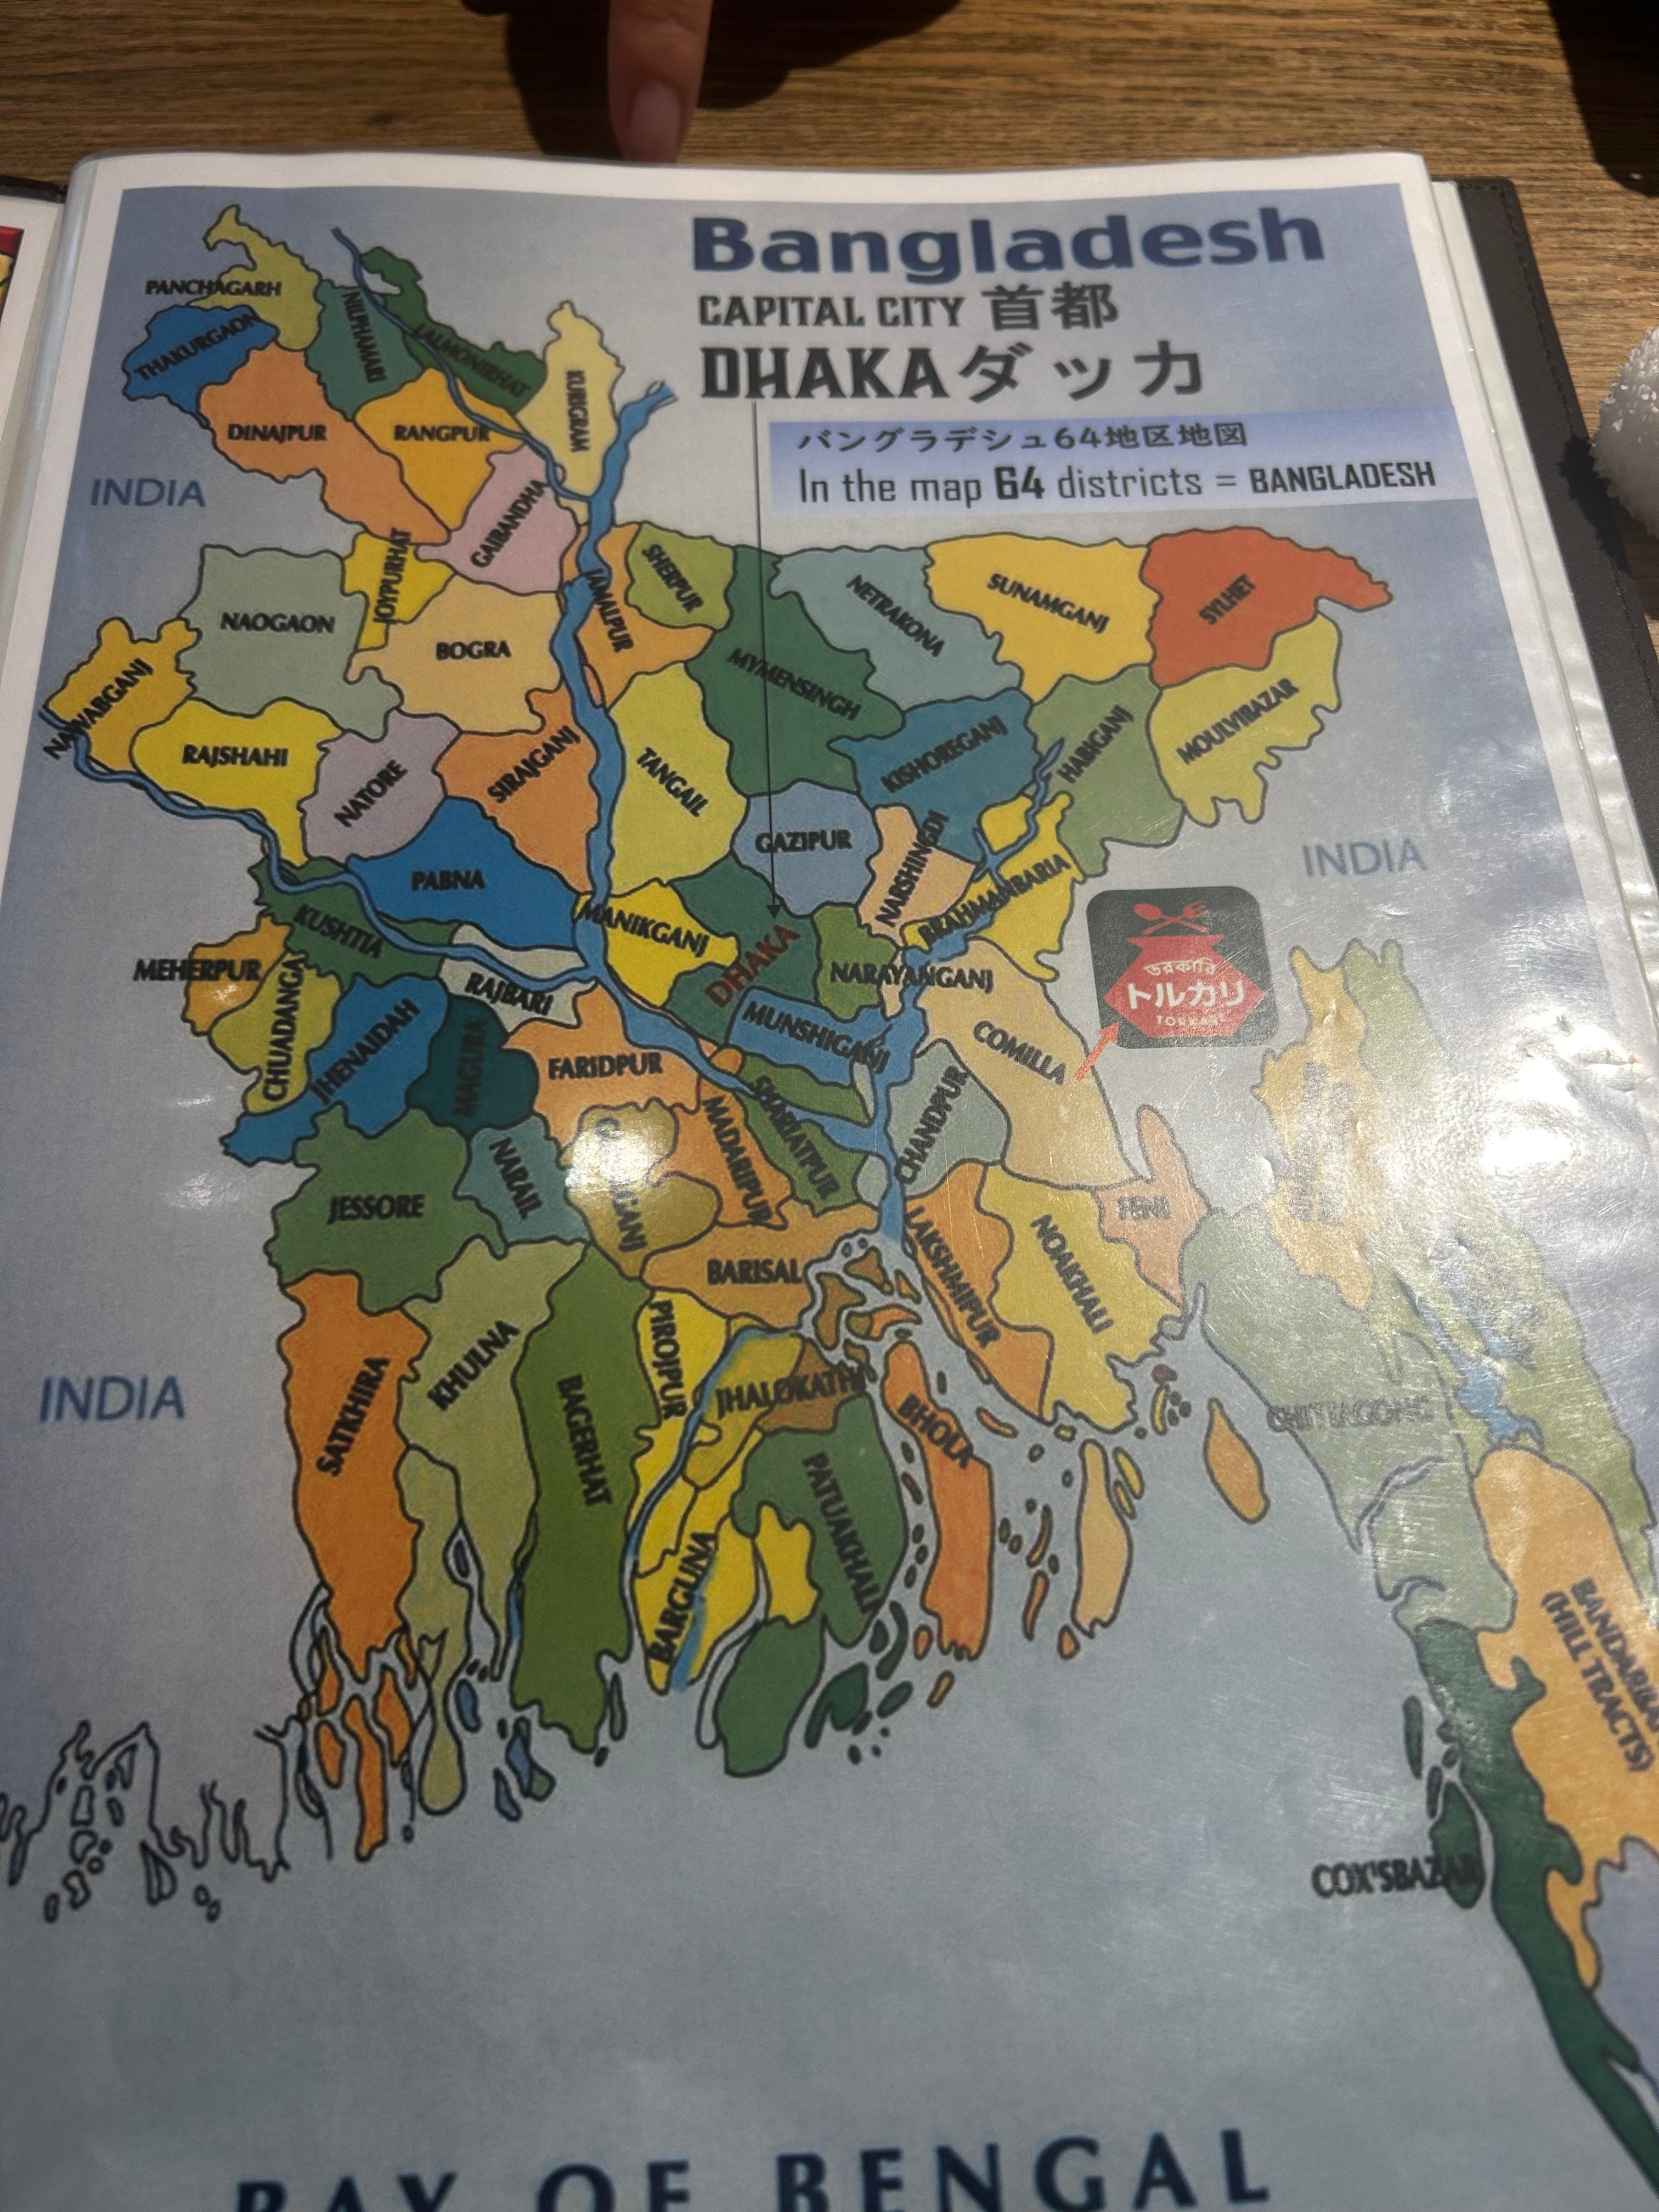 Bangladesh
CAPITAL CITY 首都
DHAKAダッカ
バングラデシュ64地区地図
In the map 64 districts = BANGLADESH
PANCHAGARH
THAKURGAON
NILPHAMARI
LALMONIRHAT
KURIGRAM
DINAJPUR
RANGPUR
INDIA
GAIBANDHA
JOYPURHAT
NAOGAON
BOGRA
JAMALPUR
SHERPUR
NETRAKONA
SUNAMGANJ
SYLHET
MYMENSINGH
NAWABGANJ
RAJSHAHI
NATORE
SIRAJGANJ
TANGAIL
KISHOREGANJ
HABIGANJ
MOULVIBAZAR
GAZIPUR
NARSHINGDI
BRAHMANBARIA
INDIA
PABNA
MANIKGANJ
KUSHTIA
DHAKA
NARAYANGANJ
তরকারি
トルカリ
TORKARI
MEHERPUR
CHUADANGA
RAJBARI
JHENAIDAH
MAGURA
FARIDPUR
MUNSHIGANJ
COMILLA
SHARIATPUR
CHANDPUR
MADARIPUR
NARAIL
JESSORE
BARISAL
LAKSHMIPUR
NOAKHALI
FENI
INDIA
SATKHIRA
KHULNA
BAGERHAT
PIROJPUR
JHALOKATHI
BHOLA
PATUAKHALI
BARGUNA
CHITTAGONG
BANDARBAN
(HILL TRACTS)
COX'SBAZAR
BAY OF BENGAL